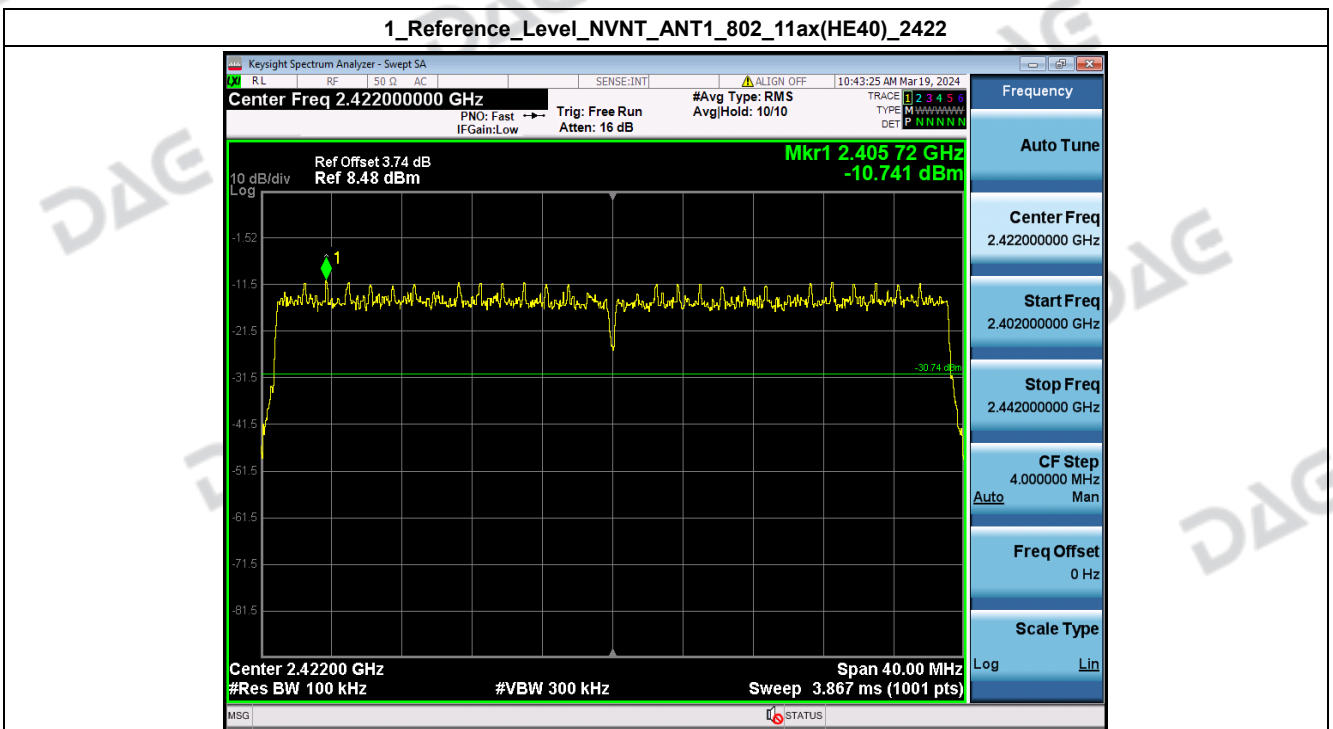 1_Reference_Level_NVNT_ANT1_802_11ax(HE40)_2422
Keysight Spectrum Analyzer - Swept SA
RL RF 50 Ω AC SENSE:INT ALIGN OFF 10:43:25 AM Mar 19, 2024
Center Freq 2.422000000 GHz
PNO: Fast
IFGain:Low
Trig: Free Run
Atten: 16 dB
#Avg Type: RMS
Avg|Hold: 10/10
TRACE 1 2 3 4 5 6
TYPE M WWWWW
DET P N N N N N
Frequency
Mkr1 2.405 72 GHz
-10.741 dBm
Ref Offset 3.74 dB
10 dB/div Ref 8.48 dBm
Log
-1.52
1
-11.5
-21.5
-30.74 dBm
-31.5
-41.5
-51.5
-61.5
-71.5
-81.5
Center 2.42200 GHz Span 40.00 MHz
#Res BW 100 kHz #VBW 300 kHz Sweep 3.867 ms (1001 pts)
MSG STATUS
Auto Tune
Center Freq
2.422000000 GHz
Start Freq
2.402000000 GHz
Stop Freq
2.442000000 GHz
CF Step
4.000000 MHz
Auto Man
Freq Offset
0 Hz
Scale Type
Log Lin
DAG
DAG
DAG